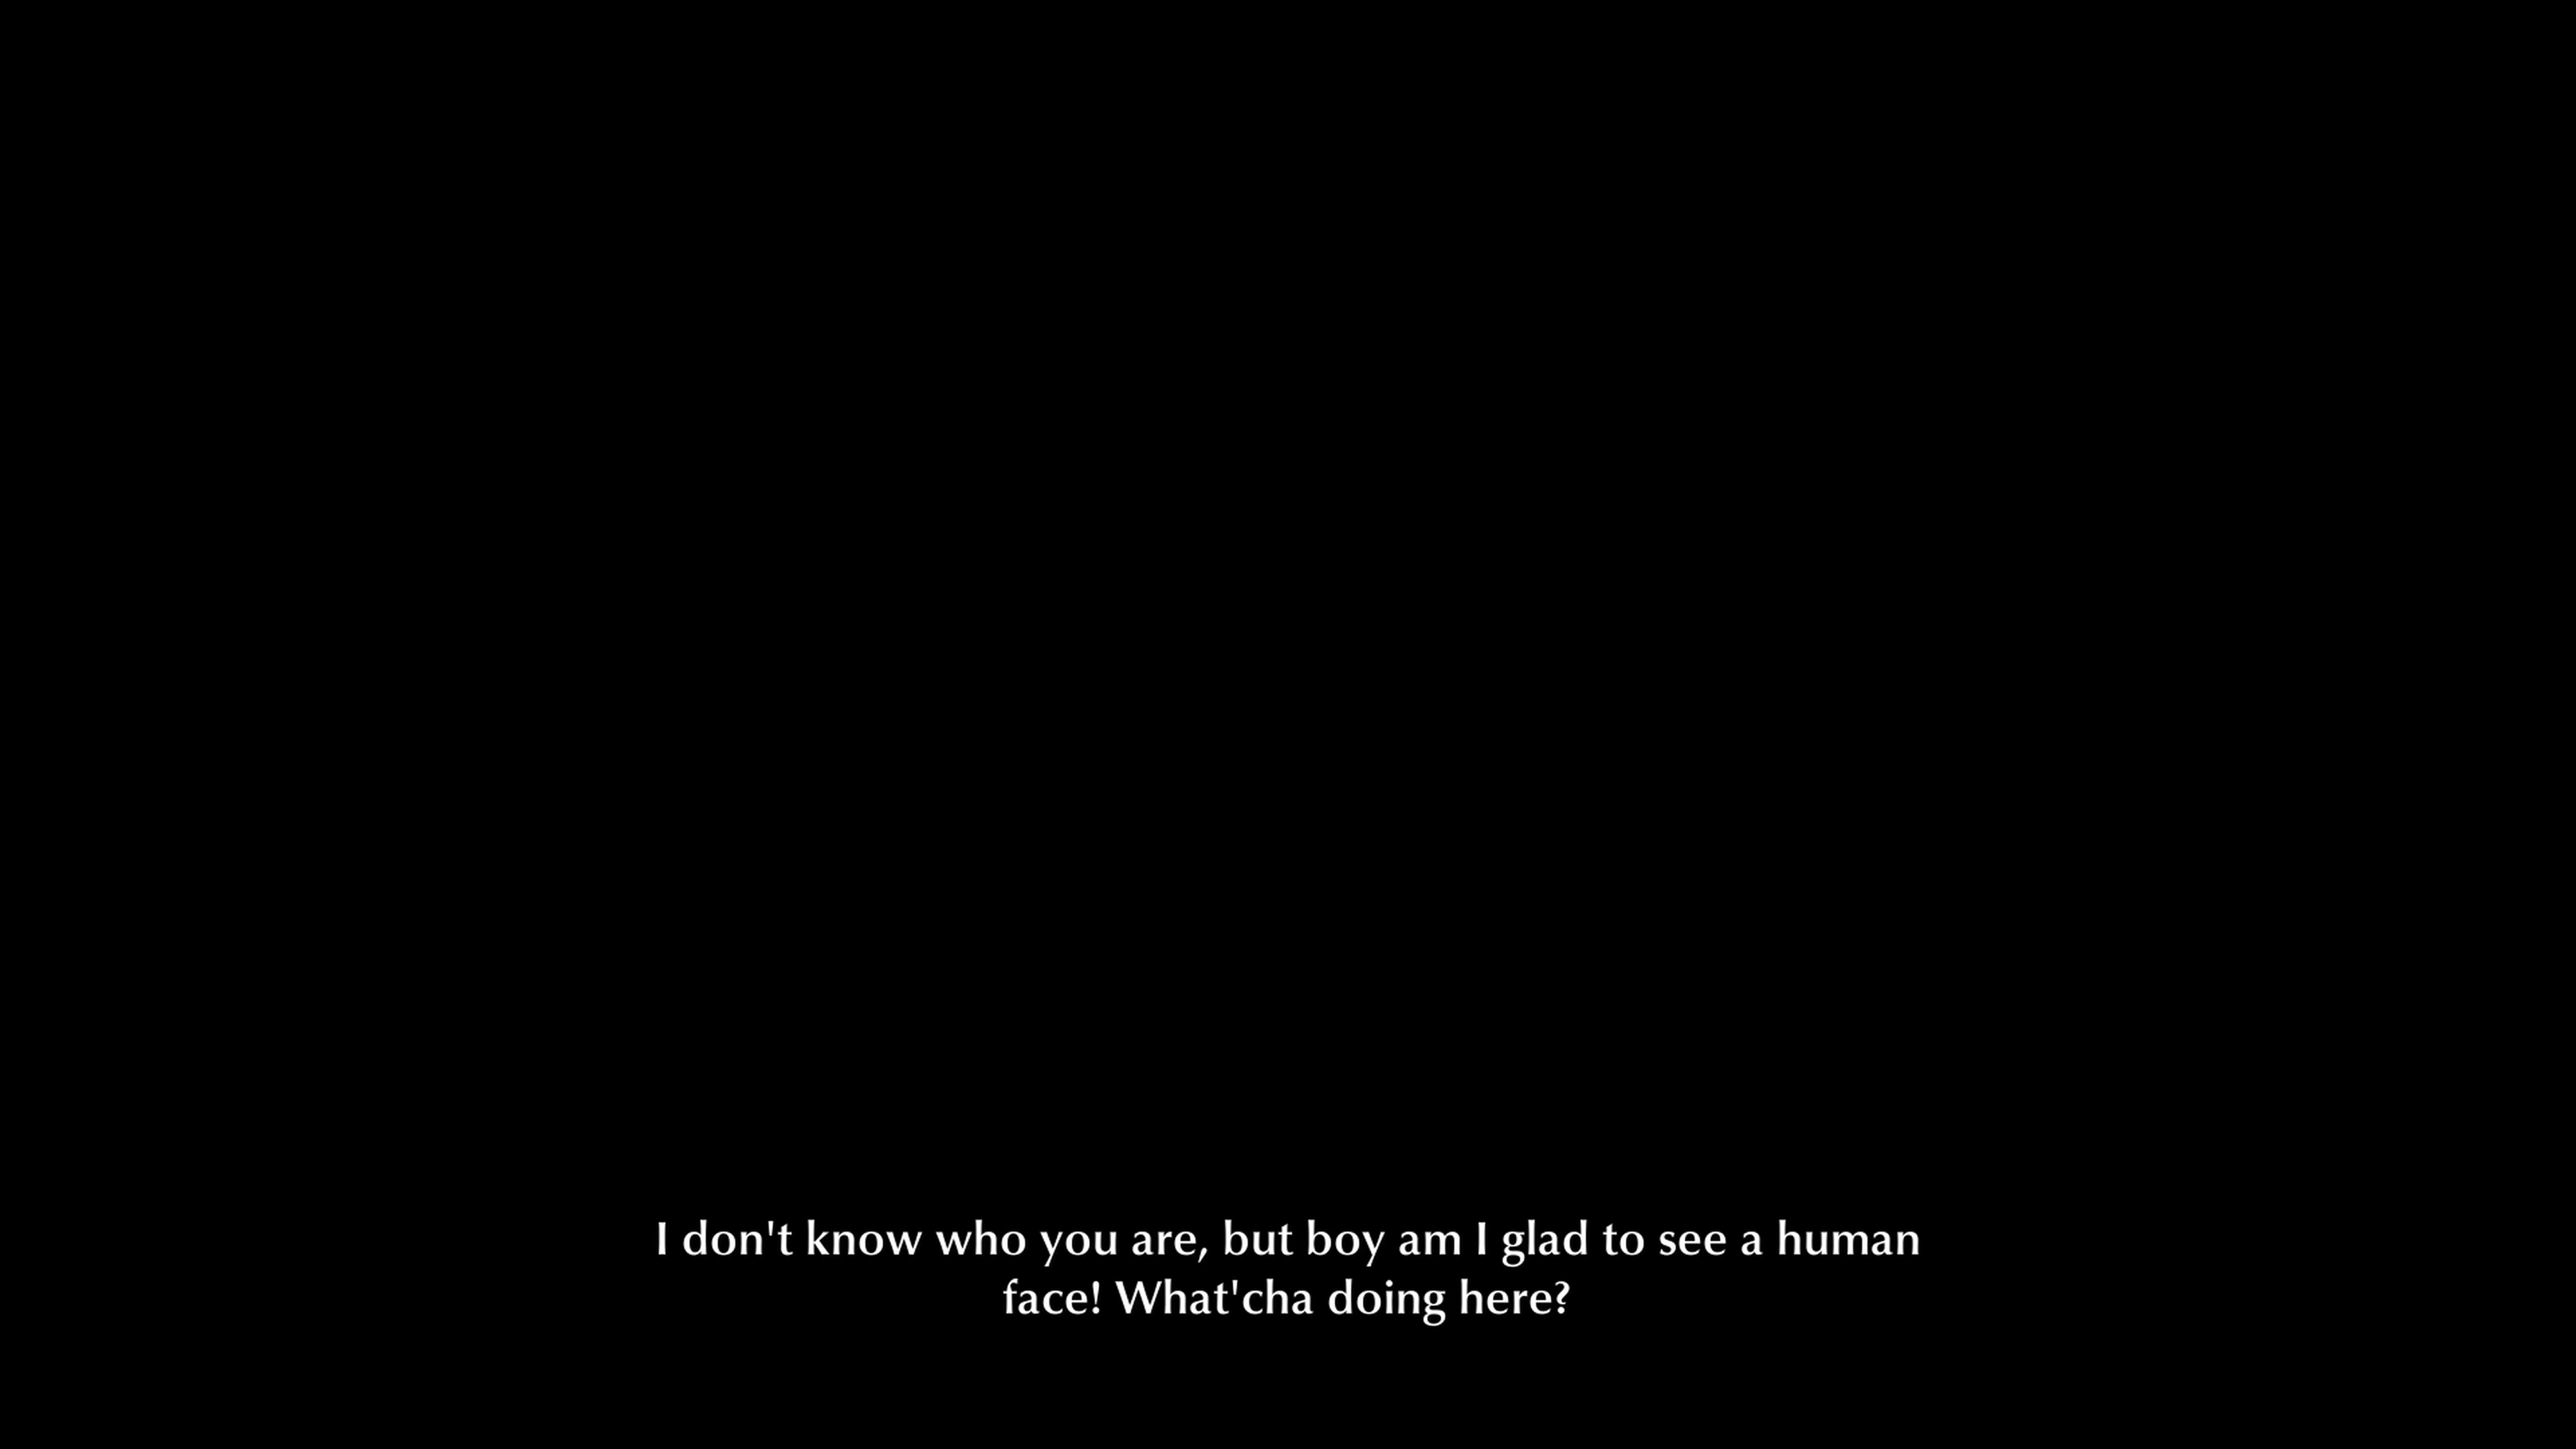 I don't know who you are, but boy am I glad to see a human
face! What'cha doing here?